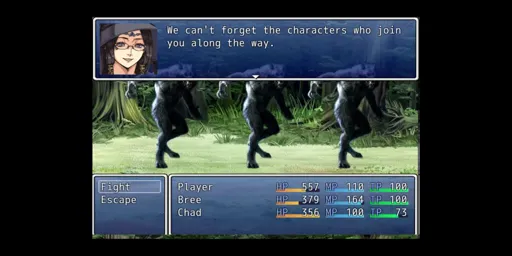 We can't forget the characters who join
you along the way.
Fight
Escape
Player HP 557 MP 110 TP 100
Bree HP 379 MP 164 TP 100
Chad HP 356 MP 100 TP 73